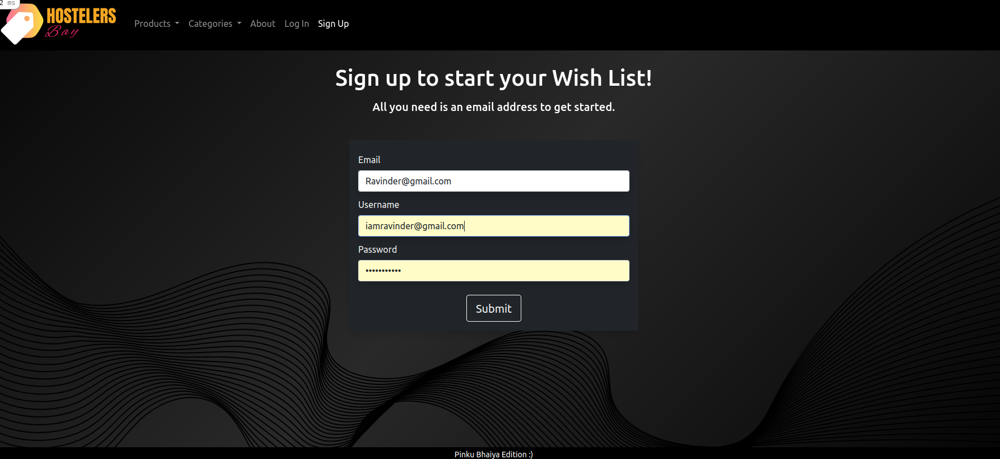 2 ms
HOSTELERS
Bay
Products Categories About Log In Sign Up
Sign up to start your Wish List!
All you need is an email address to get started.
Email
Ravinder@gmail.com
Username
iamravinder@gmail.com
Password
•••••••••••
Submit
Pinku Bhaiya Edition :)